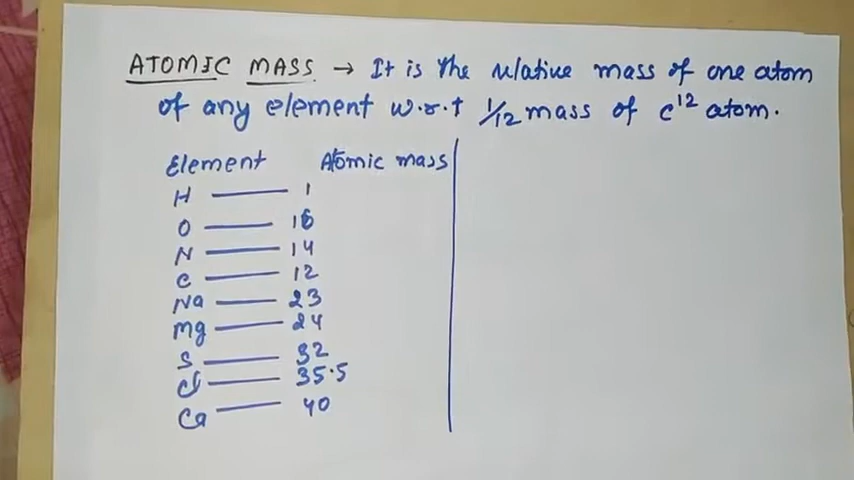 ATOMIC MASS → It is the relative mass of one atom
of any element w.r.t 1/12 mass of C¹² atom.
Element Atomic mass
H — 1
O — 16
N — 14
C — 12
Na — 23
Mg — 24
S — 32
Cl — 35.5
Ca — 40